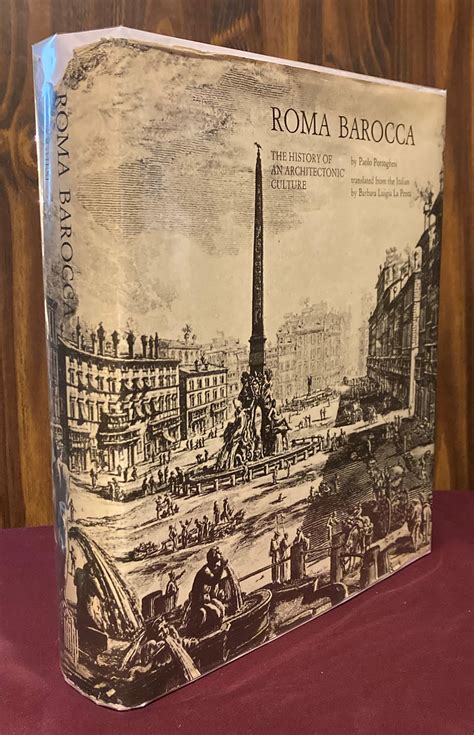 ROMA BAROCCA
THE HISTORY OF
AN ARCHITECTONIC
CULTURE
by Paolo Portoghesi
translated from the Italian
by Barbara Luigia La Penta
ROMA BAROCCA